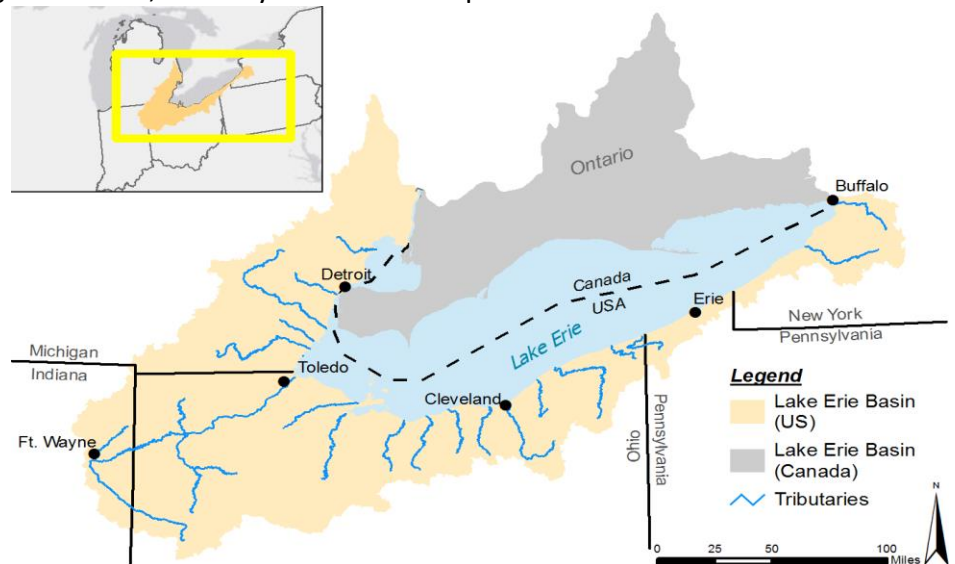 Ontario
Buffalo
Detroit
Canada
USA
Erie
Lake Erie
New York
Pennsylvania
Michigan
Indiana
Toledo
Cleveland
Ft. Wayne
Pennsylvania
Ohio
Legend
Lake Erie Basin
(US)
Lake Erie Basin
(Canada)
Tributaries
N
0 25 50 100
Miles